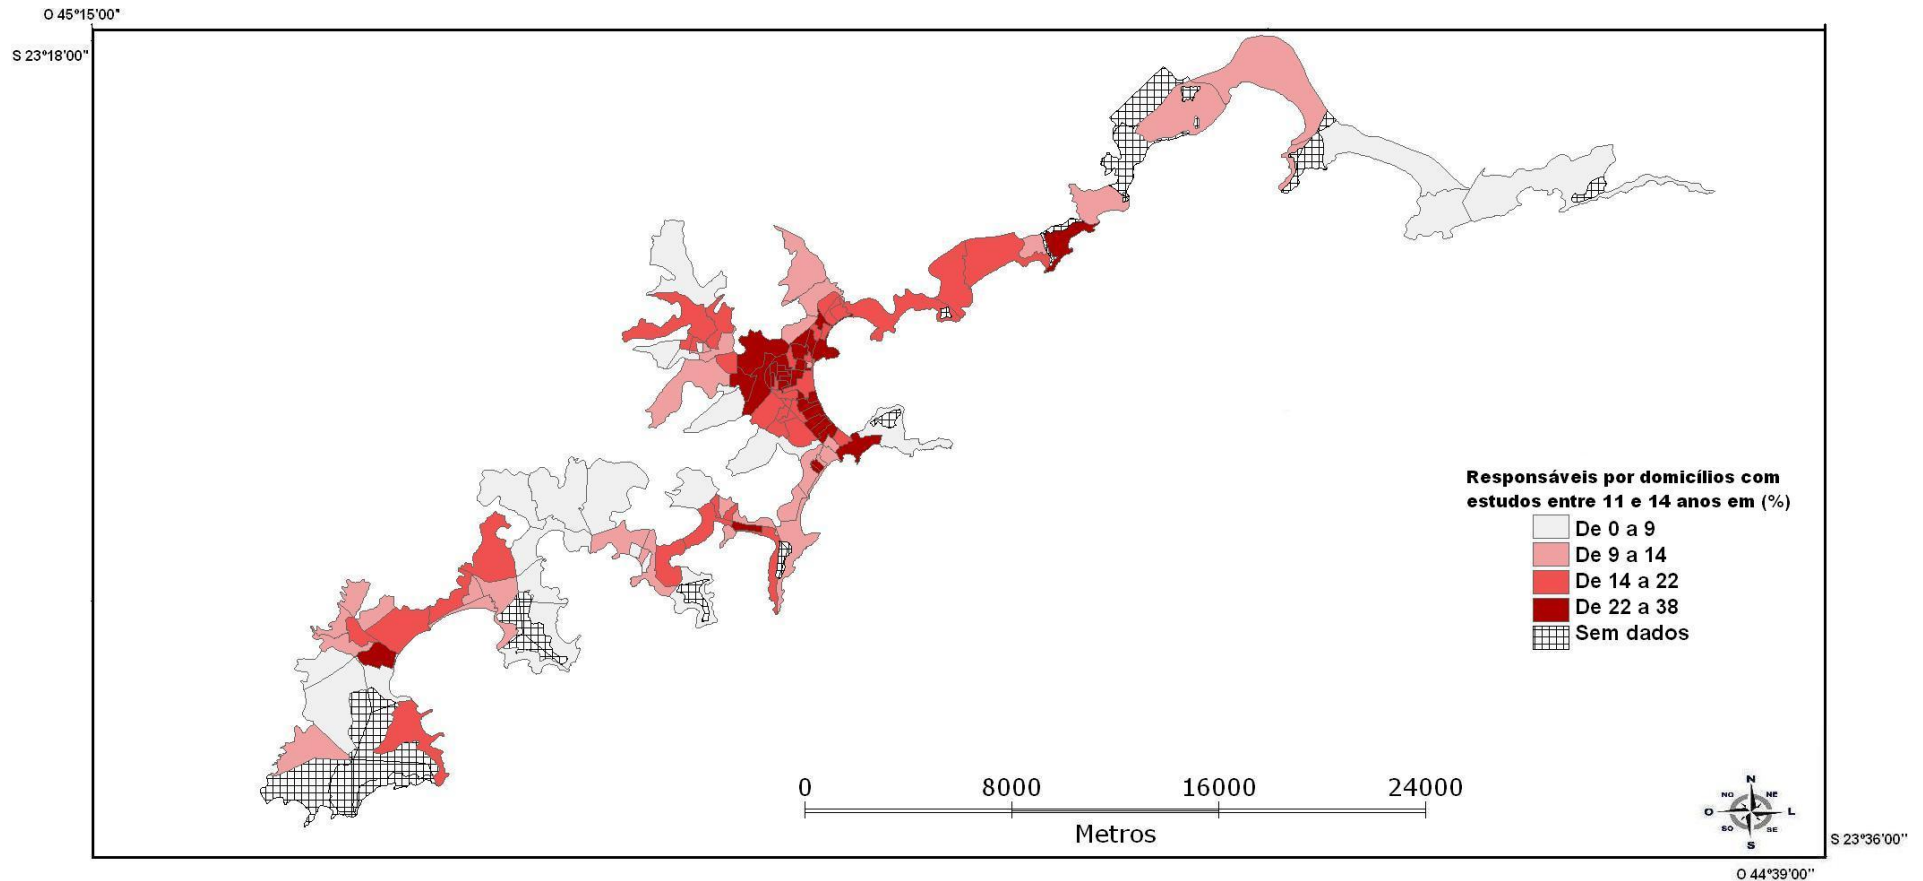 O 45°15'00"
S 23°18'00"
Responsáveis por domicílios com
estudos entre 11 e 14 anos em (%)
De 0 a 9
De 9 a 14
De 14 a 22
De 22 a 38
Sem dados
0 8000 16000 24000
Metros
N
NO NE
O L
SO SE
S
S 23°36'00"
O 44°39'00"